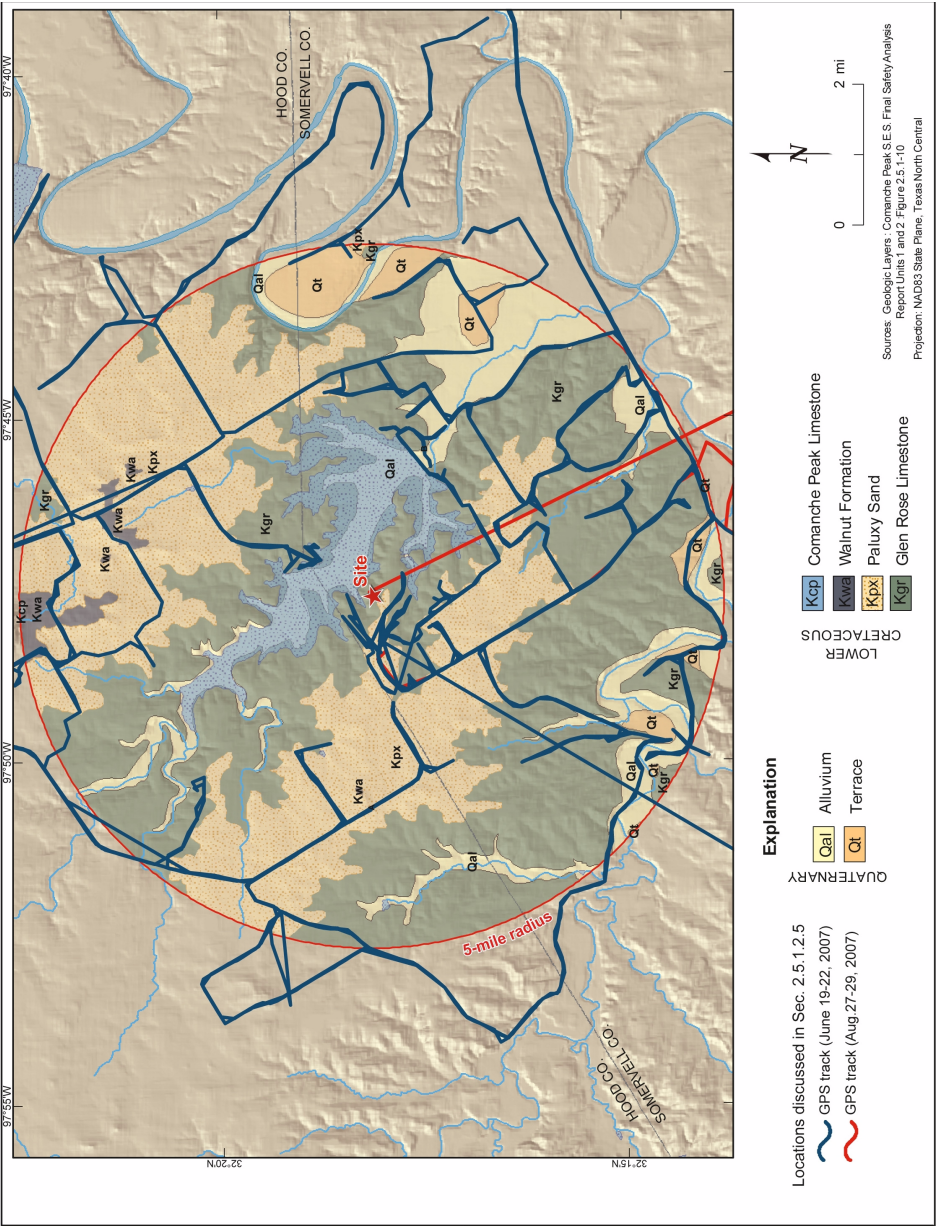 97°55'W
97°50'W
97°45'W
97°40'W
32°20'N
32°15'N
HOOD CO.
SOMERVELL CO.
HOOD CO.
SOMERVELL CO.
5-mile radius
Site
Kcp
Kwa
Kwa
Kwa
Kwa
Kpx
Kgr
Kgr
Qal
Qt
Kpx
Kgr
Qt
Qt
Qal
Kgr
Qal
Kwa
Kpx
Qal
Qt
Qt
Kgr
Qt
Kgr
Qt
Qal
Qt
Kgr
Qt
Explanation
Locations discussed in Sec. 2.5.1.2.5
GPS track (June 19-22, 2007)
GPS track (Aug.27-29, 2007)
QUATERNARY
Qal Alluvium
Qt Terrace
LOWER
CRETACEOUS
Kcp Comanche Peak Limestone
Kwa Walnut Formation
Kpx Paluxy Sand
Kgr Glen Rose Limestone
N
0 2 mi
Sources: Geologic Layers : Comanche Peak S.E.S. Final Safety Analysis
Report Units 1 and 2 :Figure 2.5.1-10
Projection: NAD83 State Plane, Texas North Central